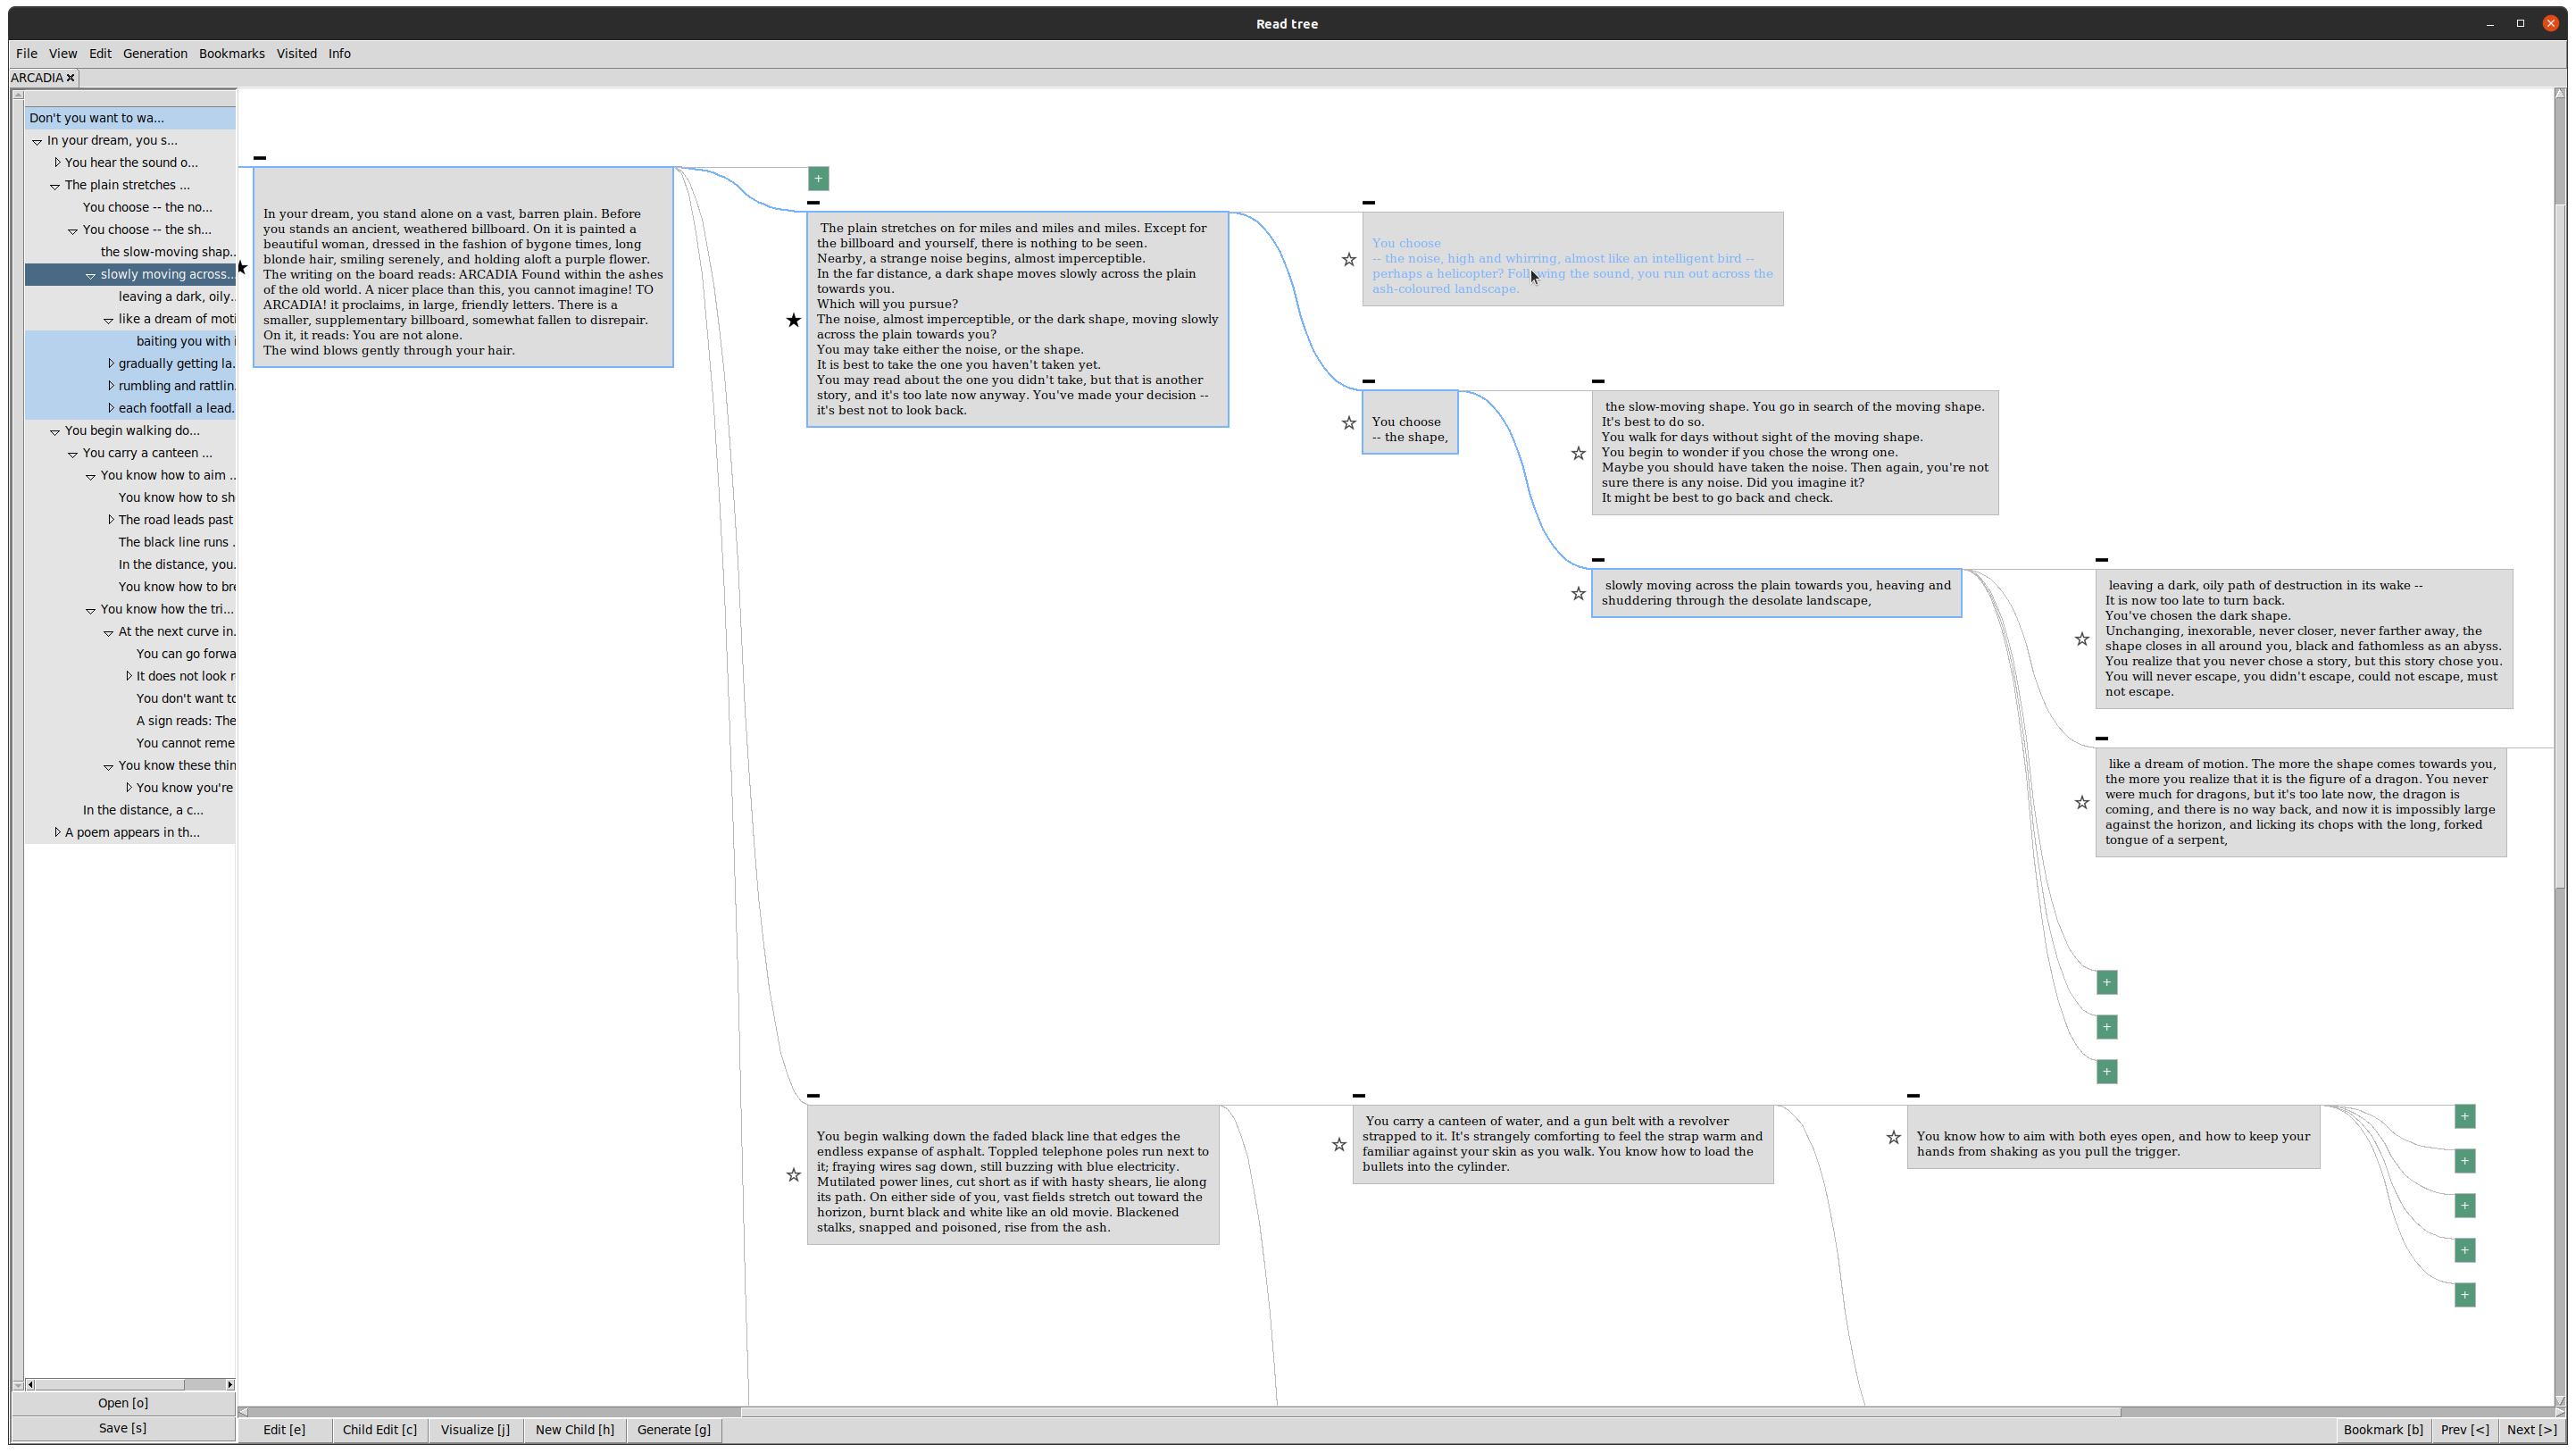 Read tree
File View Edit Generation Bookmarks Visited Info
ARCADIA
Don't you want to wa...
In your dream, you s...
You hear the sound o...
The plain stretches ...
You choose -- the no...
You choose -- the sh...
the slow-moving shap..
slowly moving across...
leaving a dark, oily..
like a dream of moti
baiting you with i
gradually getting la.
rumbling and rattlin.
each footfall a lead.
You begin walking do...
You carry a canteen ...
You know how to aim ..
You know how to sh
The road leads past
The black line runs .
In the distance, you.
You know how to bre
You know how the tri...
At the next curve in.
You can go forwa
It does not look r
You don't want to
A sign reads: The
You cannot reme
You know these thin
You know you're
In the distance, a c...
A poem appears in th...
Open [o]
Save [s]
In your dream, you stand alone on a vast, barren plain. Before
you stands an ancient, weathered billboard. On it is painted a
beautiful woman, dressed in the fashion of bygone times, long
blonde hair, smiling serenely, and holding aloft a purple flower.
The writing on the board reads: ARCADIA Found within the ashes
of the old world. A nicer place than this, you cannot imagine! TO
ARCADIA! it proclaims, in large, friendly letters. There is a
smaller, supplementary billboard, somewhat fallen to disrepair.
On it, it reads: You are not alone.
The wind blows gently through your hair.
+
The plain stretches on for miles and miles and miles. Except for
the billboard and yourself, there is nothing to be seen.
Nearby, a strange noise begins, almost imperceptible.
In the far distance, a dark shape moves slowly across the plain
towards you.
Which will you pursue?
The noise, almost imperceptible, or the dark shape, moving slowly
across the plain towards you?
You may take either the noise, or the shape.
It is best to take the one you haven't taken yet.
You may read about the one you didn't take, but that is another
story, and it's too late now anyway. You've made your decision --
it's best not to look back.
You choose
-- the noise, high and whirring, almost like an intelligent bird --
perhaps a helicopter? Following the sound, you run out across the
ash-coloured landscape.
You choose
-- the shape,
the slow-moving shape. You go in search of the moving shape.
It's best to do so.
You walk for days without sight of the moving shape.
You begin to wonder if you chose the wrong one.
Maybe you should have taken the noise. Then again, you're not
sure there is any noise. Did you imagine it?
It might be best to go back and check.
slowly moving across the plain towards you, heaving and
shuddering through the desolate landscape,
leaving a dark, oily path of destruction in its wake --
It is now too late to turn back.
You've chosen the dark shape.
Unchanging, inexorable, never closer, never farther away, the
shape closes in all around you, black and fathomless as an abyss.
You realize that you never chose a story, but this story chose you.
You will never escape, you didn't escape, could not escape, must
not escape.
like a dream of motion. The more the shape comes towards you,
the more you realize that it is the figure of a dragon. You never
were much for dragons, but it's too late now, the dragon is
coming, and there is no way back, and now it is impossibly large
against the horizon, and licking its chops with the long, forked
tongue of a serpent,
+
+
+
You begin walking down the faded black line that edges the
endless expanse of asphalt. Toppled telephone poles run next to
it; fraying wires sag down, still buzzing with blue electricity.
Mutilated power lines, cut short as if with hasty shears, lie along
its path. On either side of you, vast fields stretch out toward the
horizon, burnt black and white like an old movie. Blackened
stalks, snapped and poisoned, rise from the ash.
You carry a canteen of water, and a gun belt with a revolver
strapped to it. It's strangely comforting to feel the strap warm and
familiar against your skin as you walk. You know how to load the
bullets into the cylinder.
You know how to aim with both eyes open, and how to keep your
hands from shaking as you pull the trigger.
+
+
+
+
+
Edit [e] Child Edit [c] Visualize [j] New Child [h] Generate [g] Bookmark [b] Prev [<] Next [>]